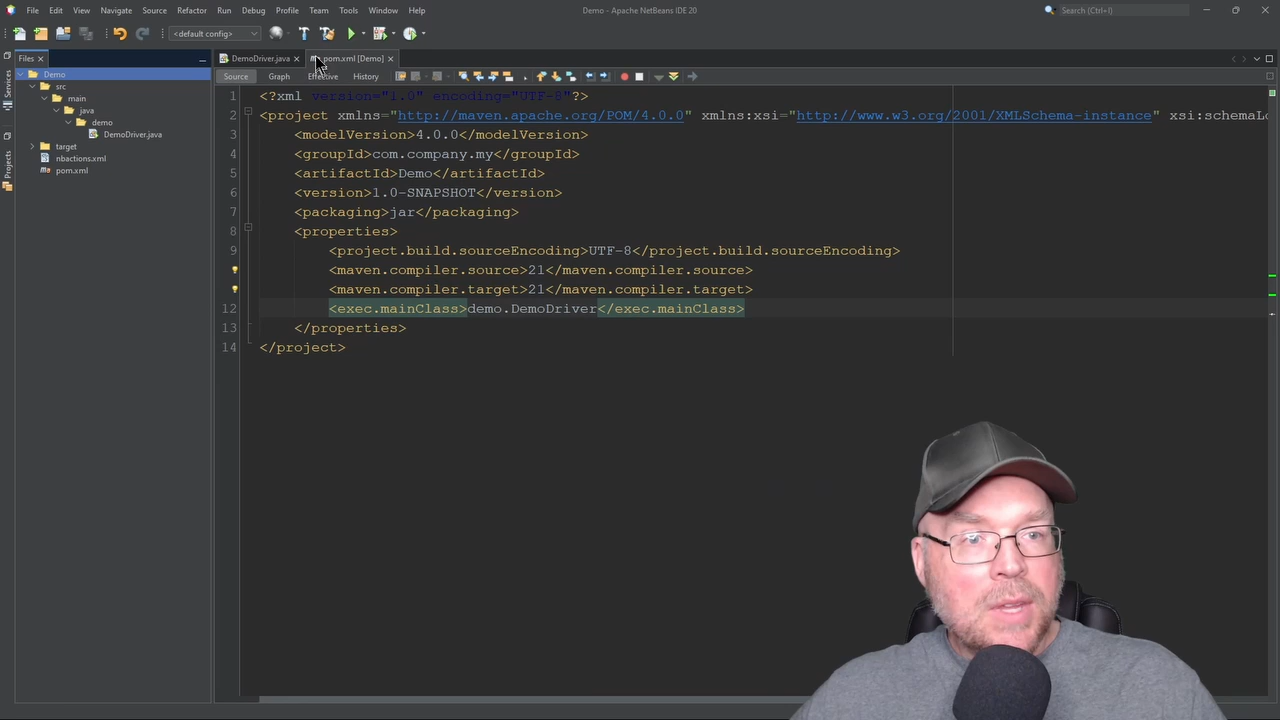 File Edit View Navigate Source Refactor Run Debug Profile Team Tools Window Help
Demo - Apache NetBeans IDE 20
Search (Ctrl+I)
<default config>
Files
DemoDriver.java
pom.xml [Demo]
Source Graph Effective History
Services
Projects
Demo
src
main
java
demo
DemoDriver.java
target
nbactions.xml
pom.xml
1 <?xml version="1.0" encoding="UTF-8"?>
2 <project xmlns="http://maven.apache.org/POM/4.0.0" xmlns:xsi="http://www.w3.org/2001/XMLSchema-instance" xsi:schemaLo
3 <modelVersion>4.0.0</modelVersion>
4 <groupId>com.company.my</groupId>
5 <artifactId>Demo</artifactId>
6 <version>1.0-SNAPSHOT</version>
7 <packaging>jar</packaging>
8 <properties>
9 <project.build.sourceEncoding>UTF-8</project.build.sourceEncoding>
<maven.compiler.source>21</maven.compiler.source>
<maven.compiler.target>21</maven.compiler.target>
12 <exec.mainClass>demo.DemoDriver</exec.mainClass>
13 </properties>
14 </project>